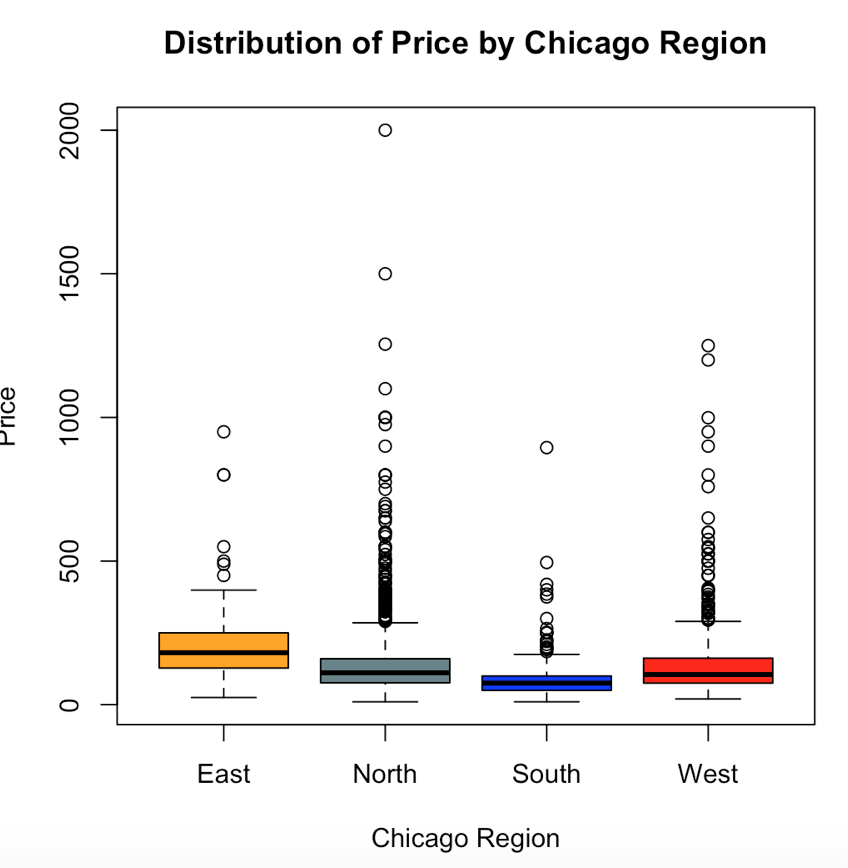 Distribution of Price by Chicago Region
2000
1500
1000
500
0
Price
East North South West
Chicago Region